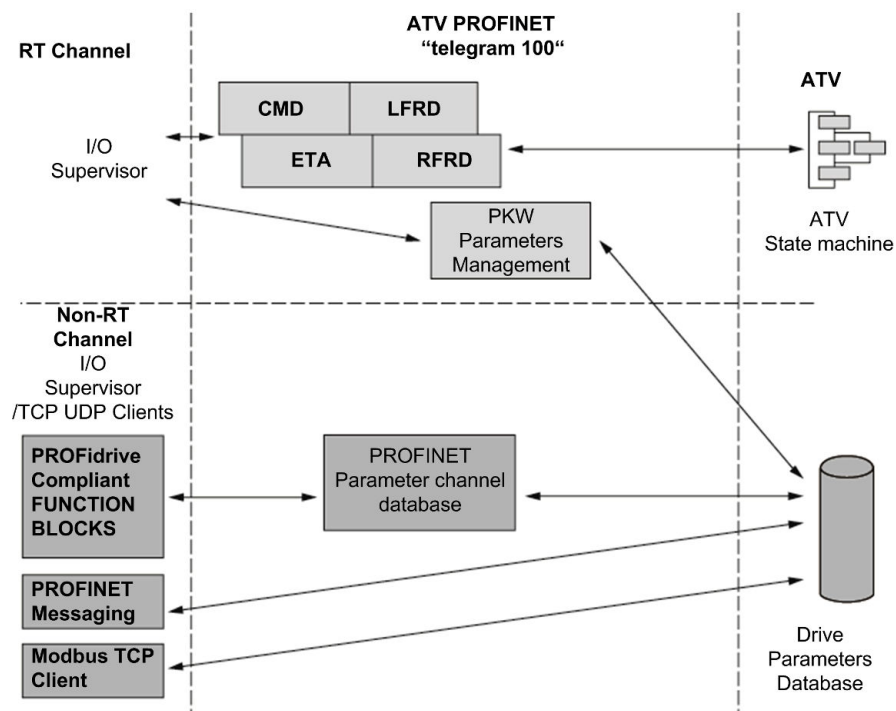 RT Channel
ATV PROFINET
“telegram 100“
ATV
CMD
LFRD
ETA
RFRD
I/O
Supervisor
PKW
Parameters
Management
ATV
State machine
Non-RT
Channel
I/O
Supervisor
/TCP UDP Clients
PROFidrive
Compliant
FUNCTION
BLOCKS
PROFINET
Parameter channel
database
PROFINET
Messaging
Modbus TCP
Client
Drive
Parameters
Database